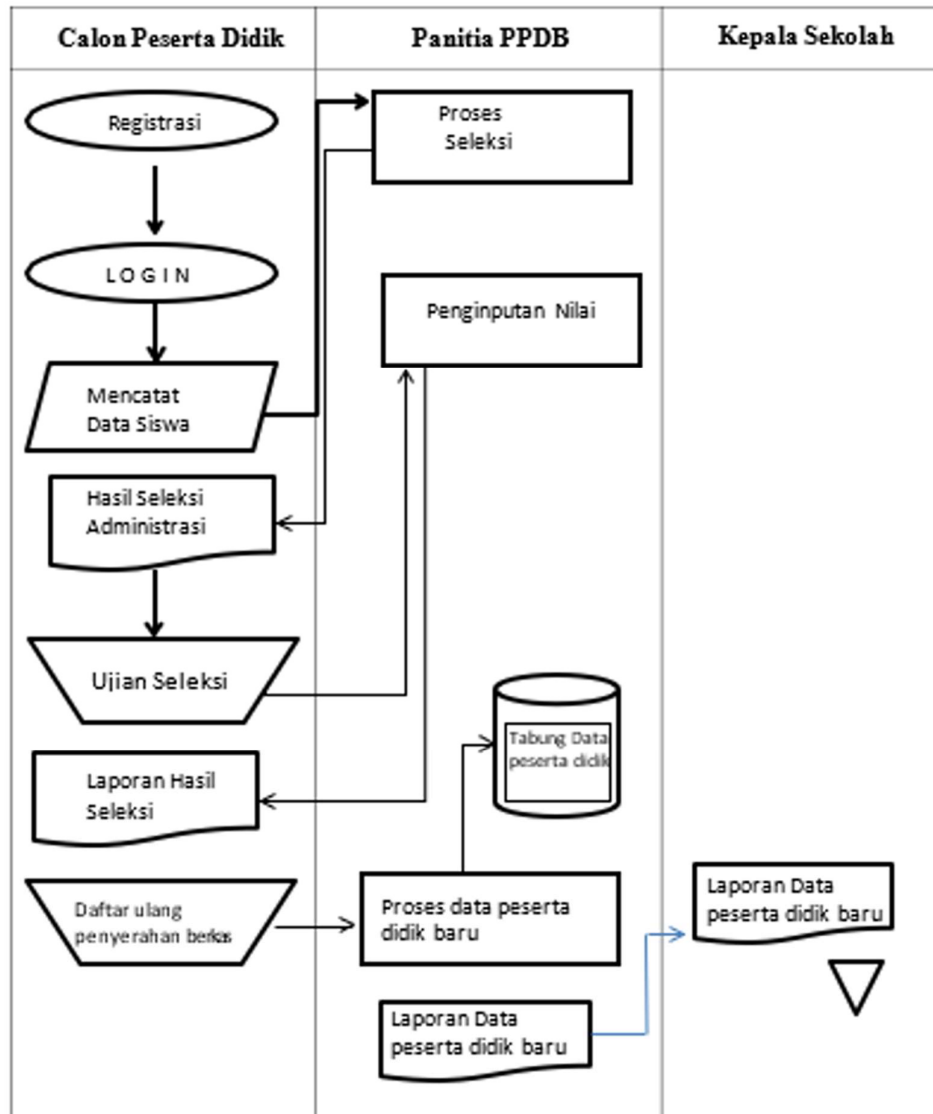 Calon Peserta Didik
Panitia PPDB
Kepala Sekolah
Registrasi
Proses
Seleksi
L O G I N
Penginputan Nilai
Mencatat
Data Siswa
Hasil Seleksi
Administrasi
Ujian Seleksi
Tabung Data
peserta didik
Laporan Hasil
Seleksi
Daftar ulang
penyerahan berkas
Proses data peserta
didik baru
Laporan Data
peserta didik baru
Laporan Data
peserta didik baru